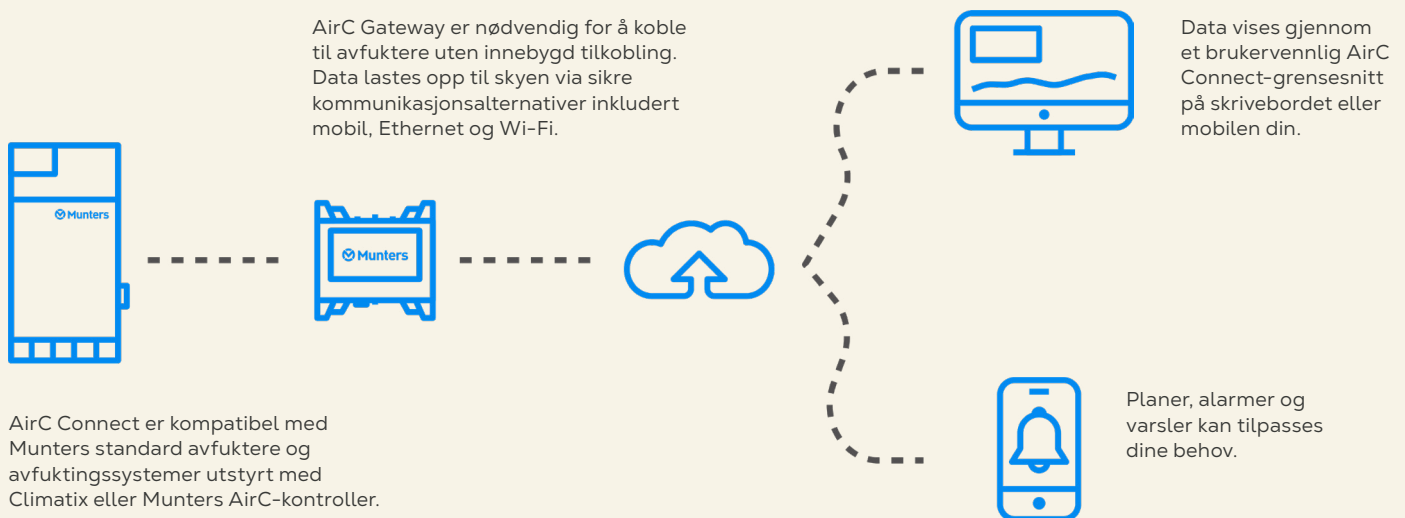 AirC Gateway er nødvendig for å koble
til avfuktere uten innebygd tilkobling.
Data lastes opp til skyen via sikre
kommunikasjonsalternativer inkludert
mobil, Ethernet og Wi-Fi.
Data vises gjennom
et brukervennlig AirC
Connect-grensesnitt
på skrivebordet eller
mobilen din.
Munters
Munters
AirC Connect er kompatibel med
Munters standard avfuktere og
avfuktingssystemer utstyrt med
Climatix eller Munters AirC-kontroller.
Planer, alarmer og
varsler kan tilpasses
dine behov.